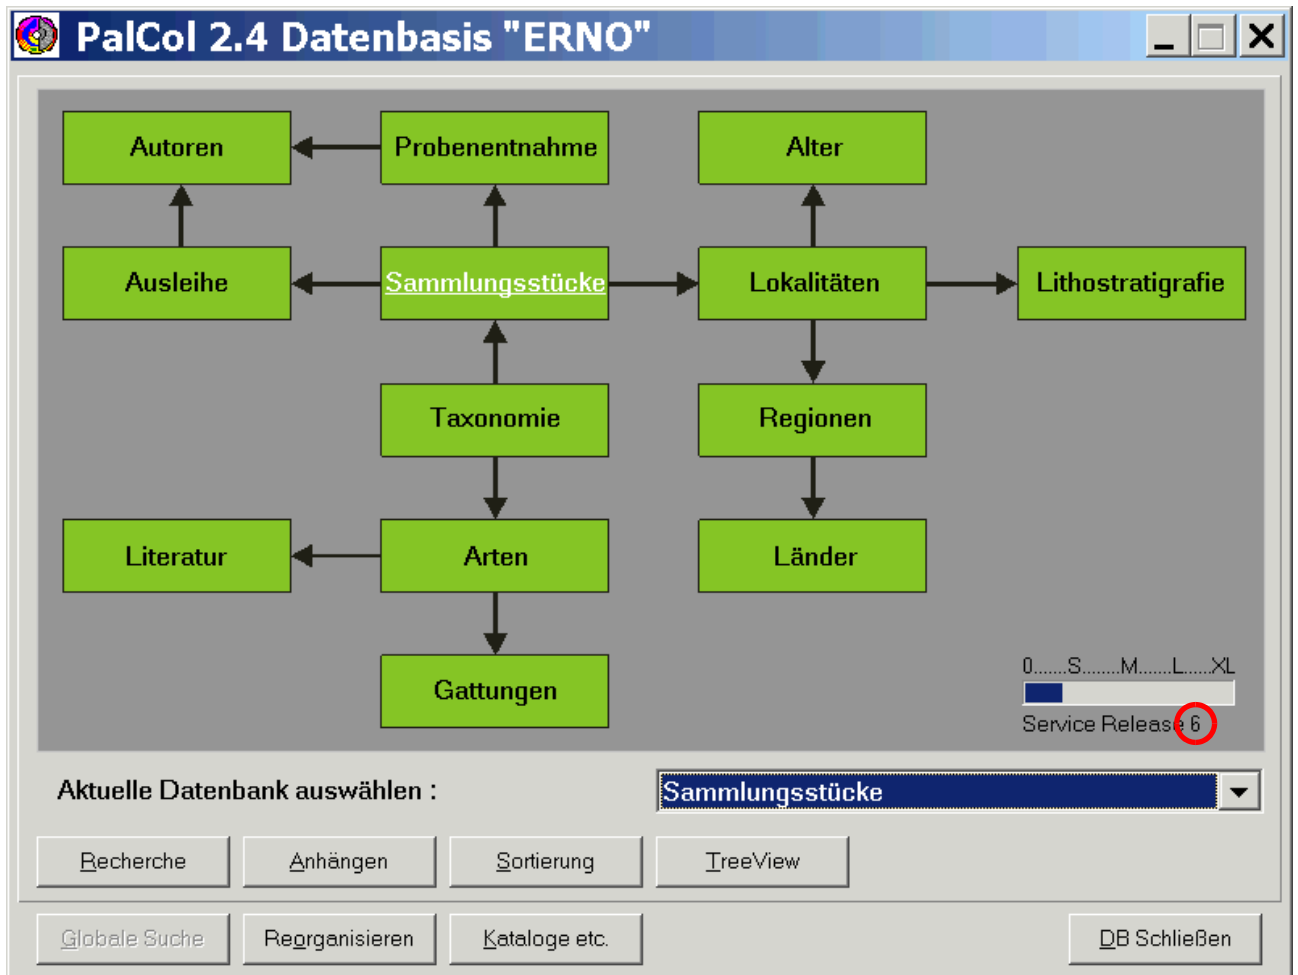 PalCol 2.4 Datenbasis "ERNO"
Autoren
Probenentnahme
Alter
Ausleihe
Sammlungsstücke
Lokalitäten
Lithostratigrafie
Taxonomie
Regionen
Literatur
Arten
Länder
Gattungen
0......S.......M.......L.....XL
Service Release 6
Aktuelle Datenbank auswählen :
Sammlungsstücke
Recherche
Anhängen
Sortierung
TreeView
Globale Suche
Reorganisieren
Kataloge etc.
DB Schließen